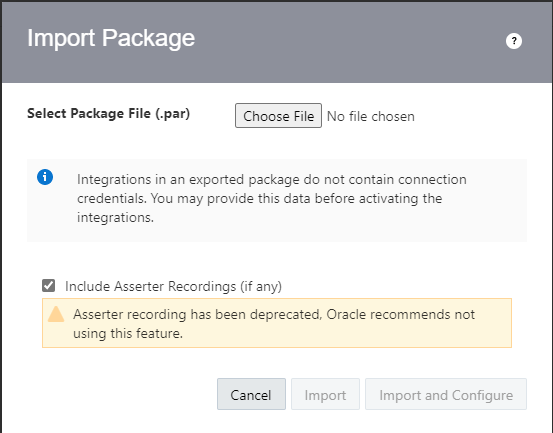 Import Package
?
Select Package File (.par) Choose File No file chosen
i
Integrations in an exported package do not contain connection
credentials. You may provide this data before activating the
integrations.
Include Asserter Recordings (if any)
Asserter recording has been deprecated, Oracle recommends not
using this feature.
Cancel Import Import and Configure